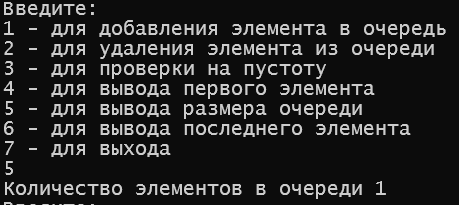 Введите:
1 - для добавления элемента в очередь
2 - для удаления элемента из очереди
3 - для проверки на пустоту
4 - для вывода первого элемента
5 - для вывода размера очереди
6 - для вывода последнего элемента
7 - для выхода
5
Количество элементов в очереди 1
Введите: